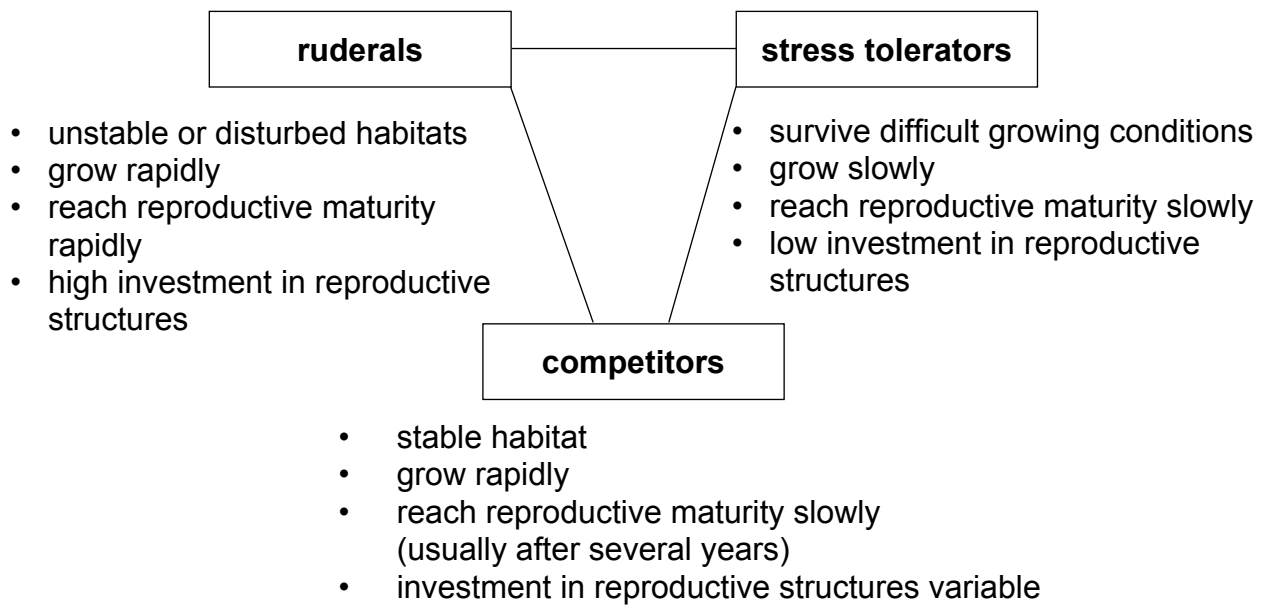 ruderals
• unstable or disturbed habitats
• grow rapidly
• reach reproductive maturity
rapidly
• high investment in reproductive
structures
stress tolerators
• survive difficult growing conditions
• grow slowly
• reach reproductive maturity slowly
• low investment in reproductive
structures
competitors
• stable habitat
• grow rapidly
• reach reproductive maturity slowly
(usually after several years)
• investment in reproductive structures variable